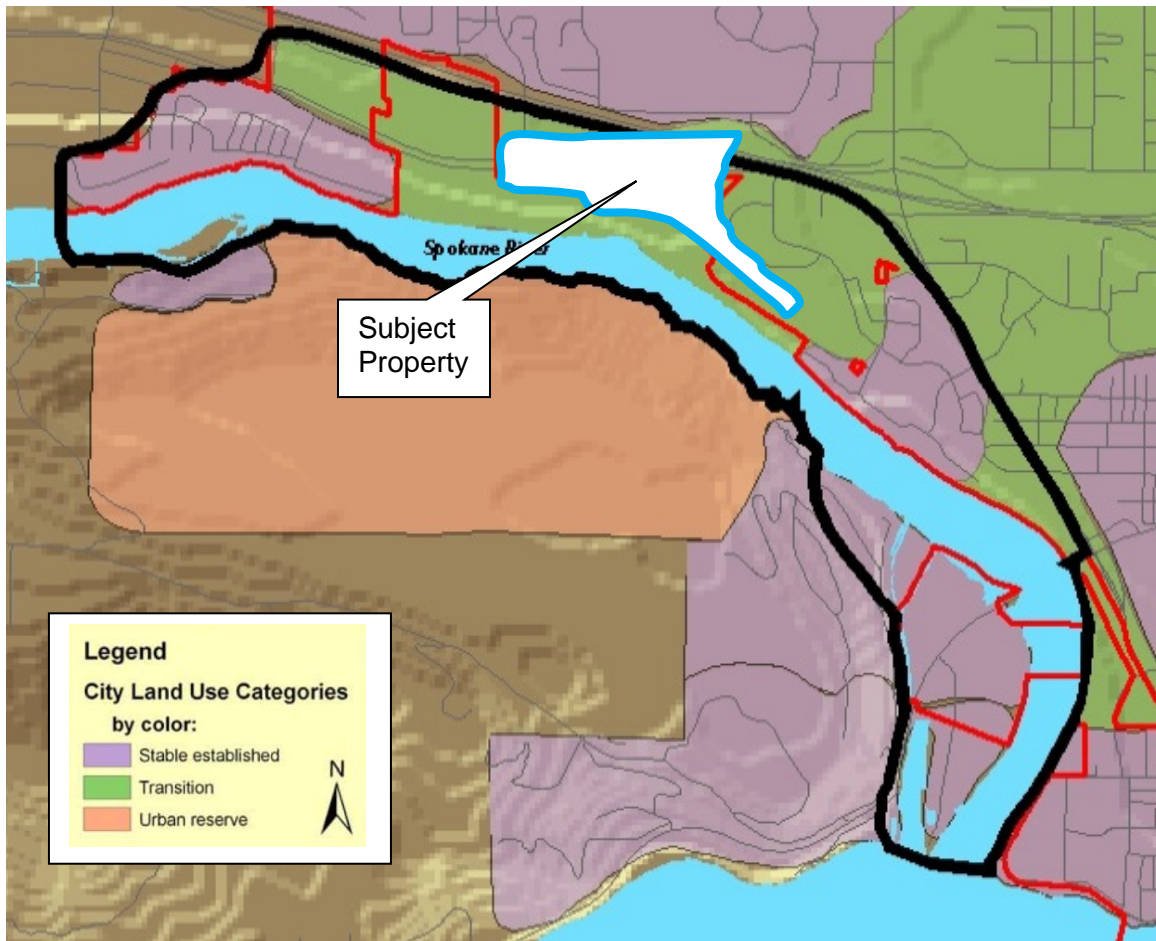 Spokane River
Subject
Property
Legend
City Land Use Categories
by color:
Stable established
Transition
Urban reserve
N